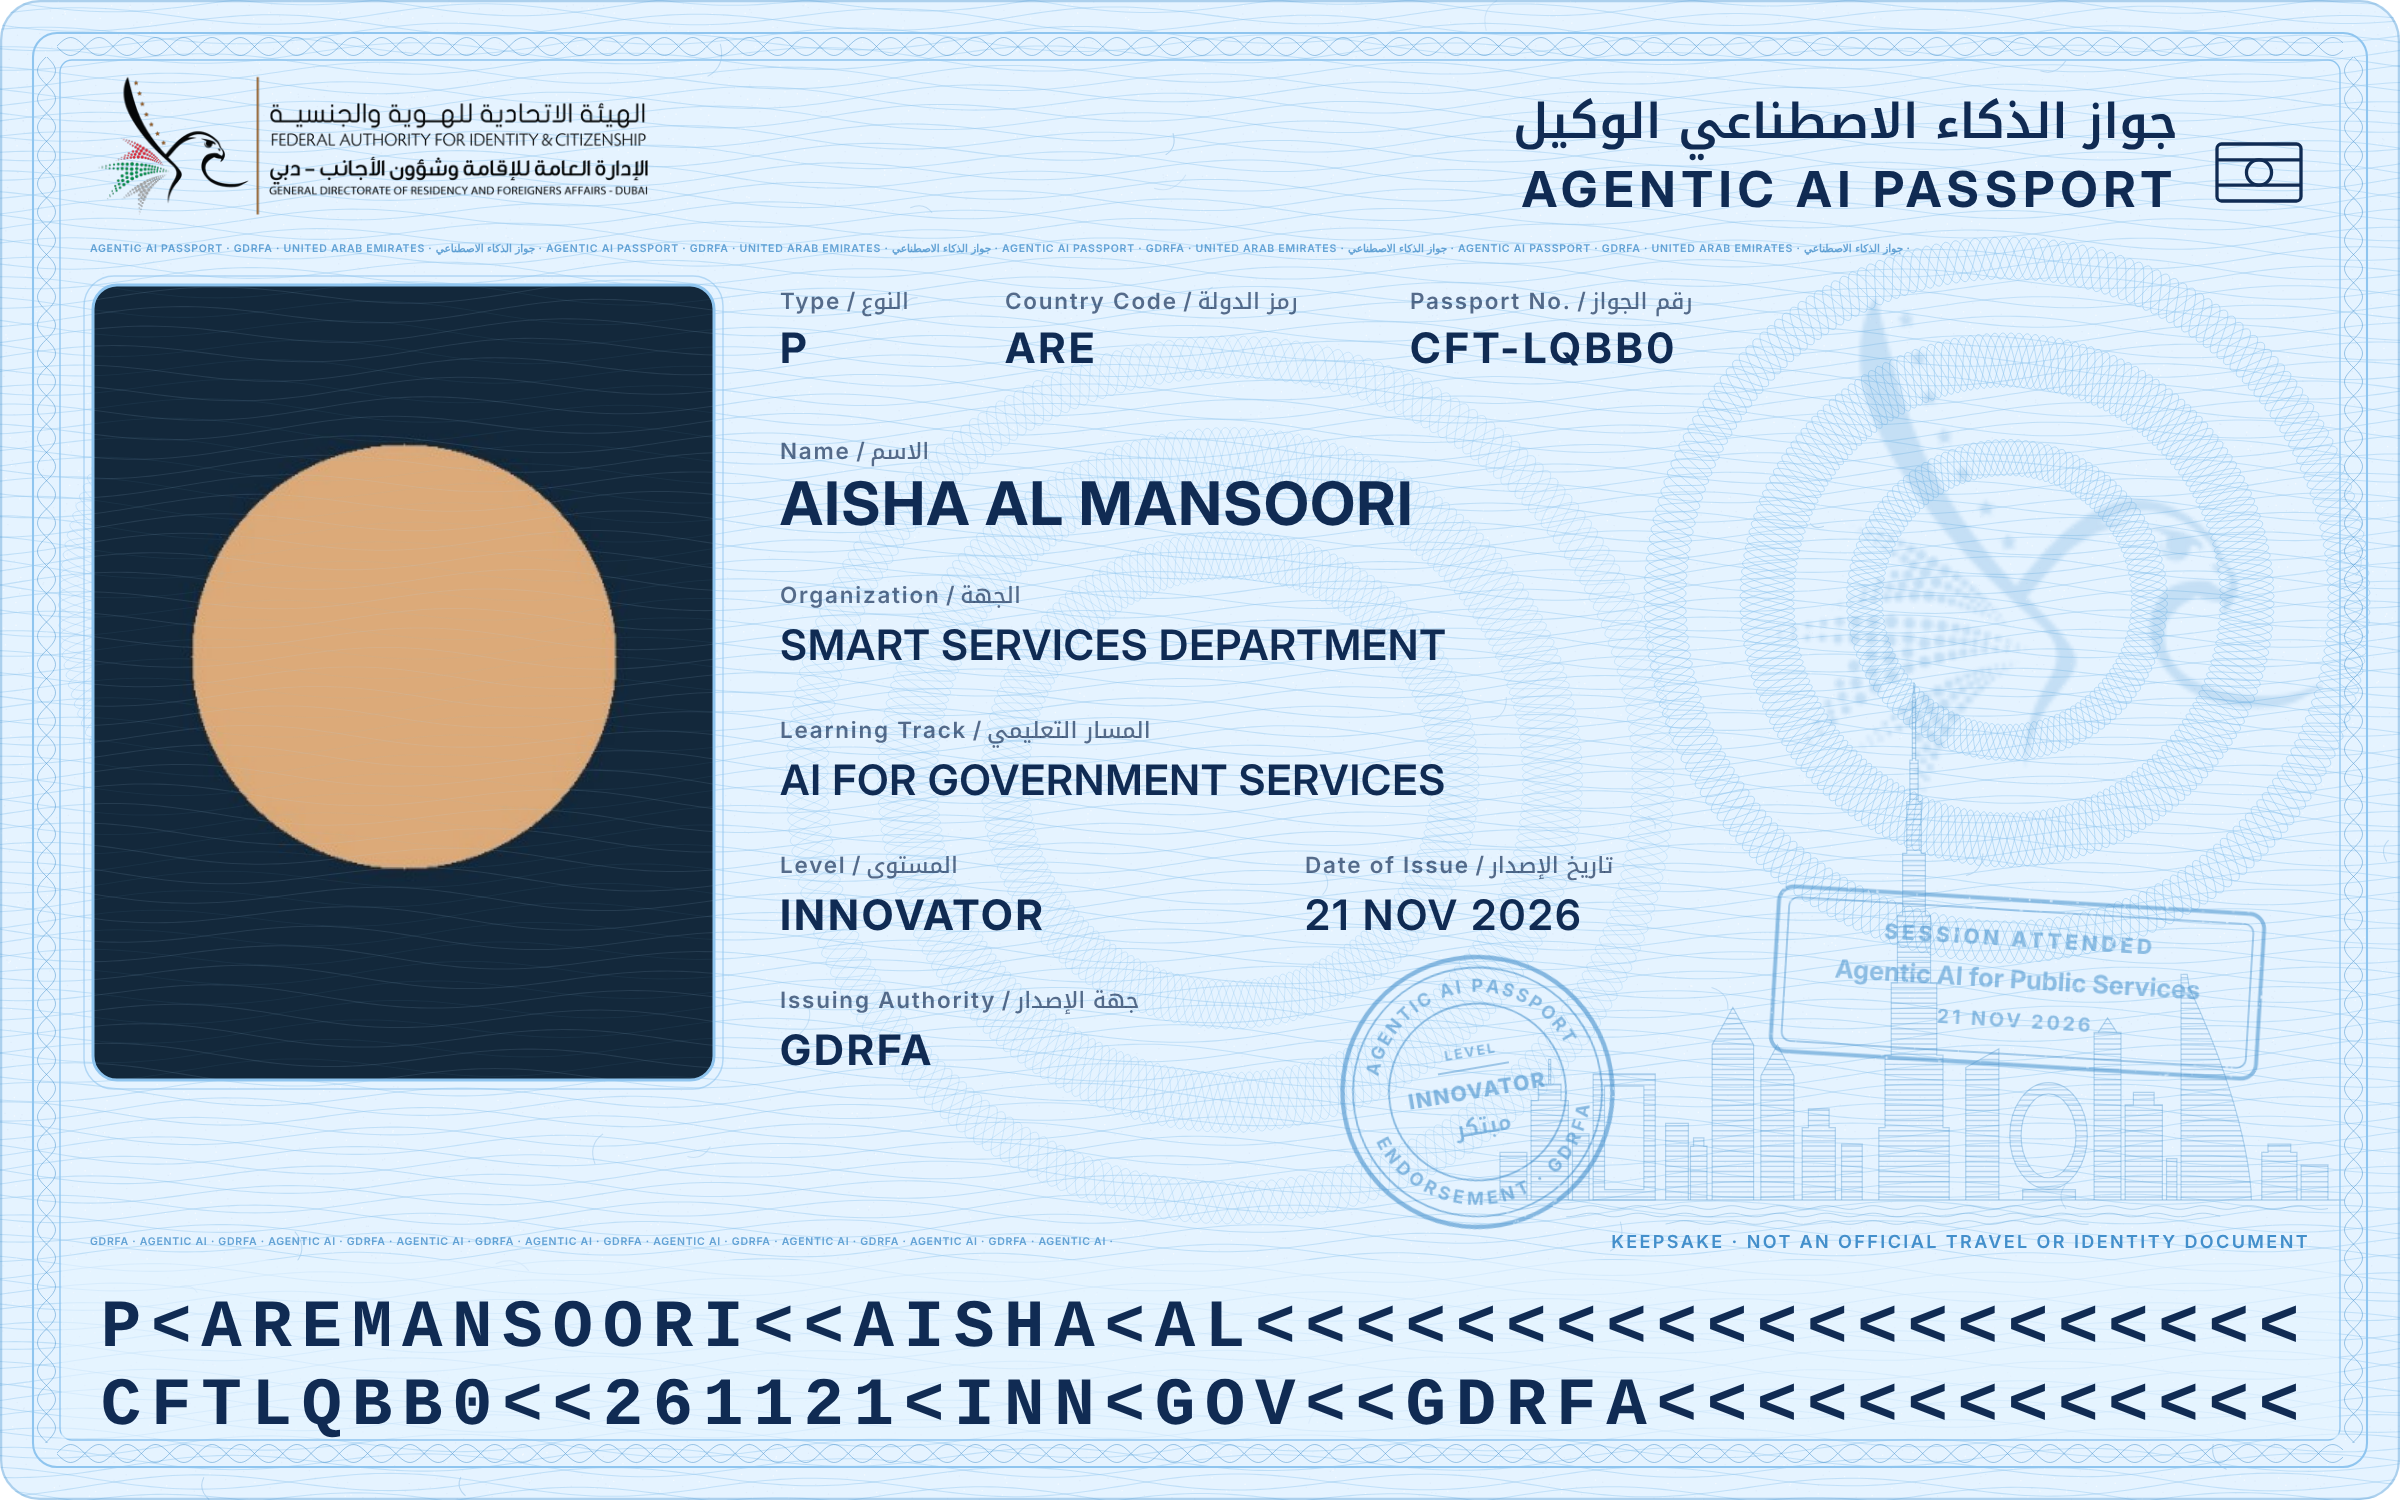 الهيئة الاتحادية للهوية والجنسية
FEDERAL AUTHORITY FOR IDENTITY & CITIZENSHIP
الإدارة العامة للإقامة وشؤون الأجانب - دبي
GENERAL DIRECTORATE OF RESIDENCY AND FOREIGNERS AFFAIRS - DUBAI
جواز الذكاء الاصطناعي الوكيل
AGENTIC AI PASSPORT
AGENTIC AI PASSPORT · GDRFA · UNITED ARAB EMIRATES · جواز الذكاء الاصطناعي · AGENTIC AI PASSPORT · GDRFA · UNITED ARAB EMIRATES · جواز الذكاء الاصطناعي · AGENTIC AI PASSPORT · GDRFA · UNITED ARAB EMIRATES · جواز الذكاء الاصطناعي · AGENTIC AI PASSPORT · GDRFA · UNITED ARAB EMIRATES · جواز الذكاء الاصطناعي ·
Type / النوع
P
Country Code / رمز الدولة
ARE
Passport No. / رقم الجواز
CFT-LQBB0
Name / الاسم
AISHA AL MANSOORI
Organization / الجهة
SMART SERVICES DEPARTMENT
Learning Track / المسار التعليمي
AI FOR GOVERNMENT SERVICES
Level / المستوى
INNOVATOR
Date of Issue / تاريخ الإصدار
21 NOV 2026
Issuing Authority / جهة الإصدار
GDRFA
SESSION ATTENDED
Agentic AI for Public Services
21 NOV 2026
AGENTIC AI PASSPORT
LEVEL
INNOVATOR
مبتكر
ENDORSEMENT · GDRFA
GDRFA · AGENTIC AI · GDRFA · AGENTIC AI · GDRFA · AGENTIC AI · GDRFA · AGENTIC AI · GDRFA · AGENTIC AI · GDRFA · AGENTIC AI · GDRFA · AGENTIC AI · GDRFA · AGENTIC AI ·
KEEPSAKE · NOT AN OFFICIAL TRAVEL OR IDENTITY DOCUMENT
P<AREMANSOORI<<AISHA<AL<<<<<<<<<<<<<<<<<<<<<
CFTLQBB0<<261121<INN<GOV<<GDRFA<<<<<<<<<<<<<